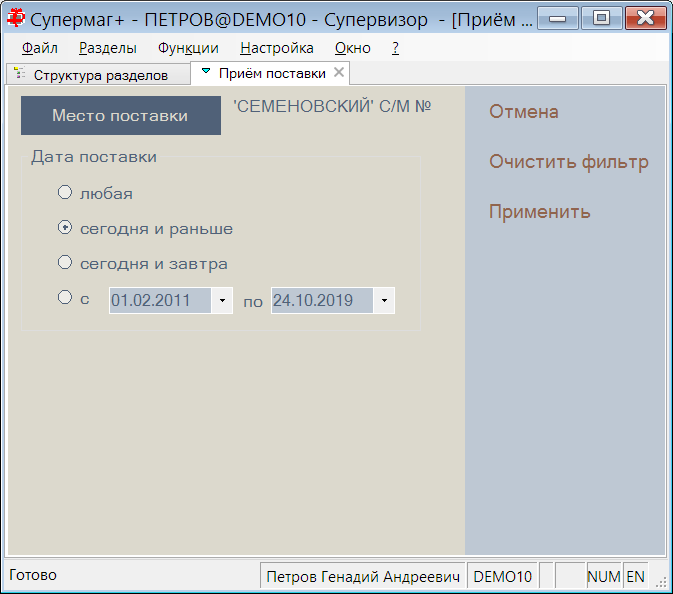 Супермаг+ - ПЕТРОВ@DEMO10 - Супервизор - [Приём ...
Файл Разделы Функции Настройка Окно ?
Структура разделов Приём поставки
Место поставки 'СЕМЕНОВСКИЙ' С/М №
Отмена
Дата поставки
Очистить фильтр
любая
Применить
сегодня и раньше
сегодня и завтра
с 01.02.2011 по 24.10.2019
Готово Петров Генадий Андреевич DEMO10 NUM EN